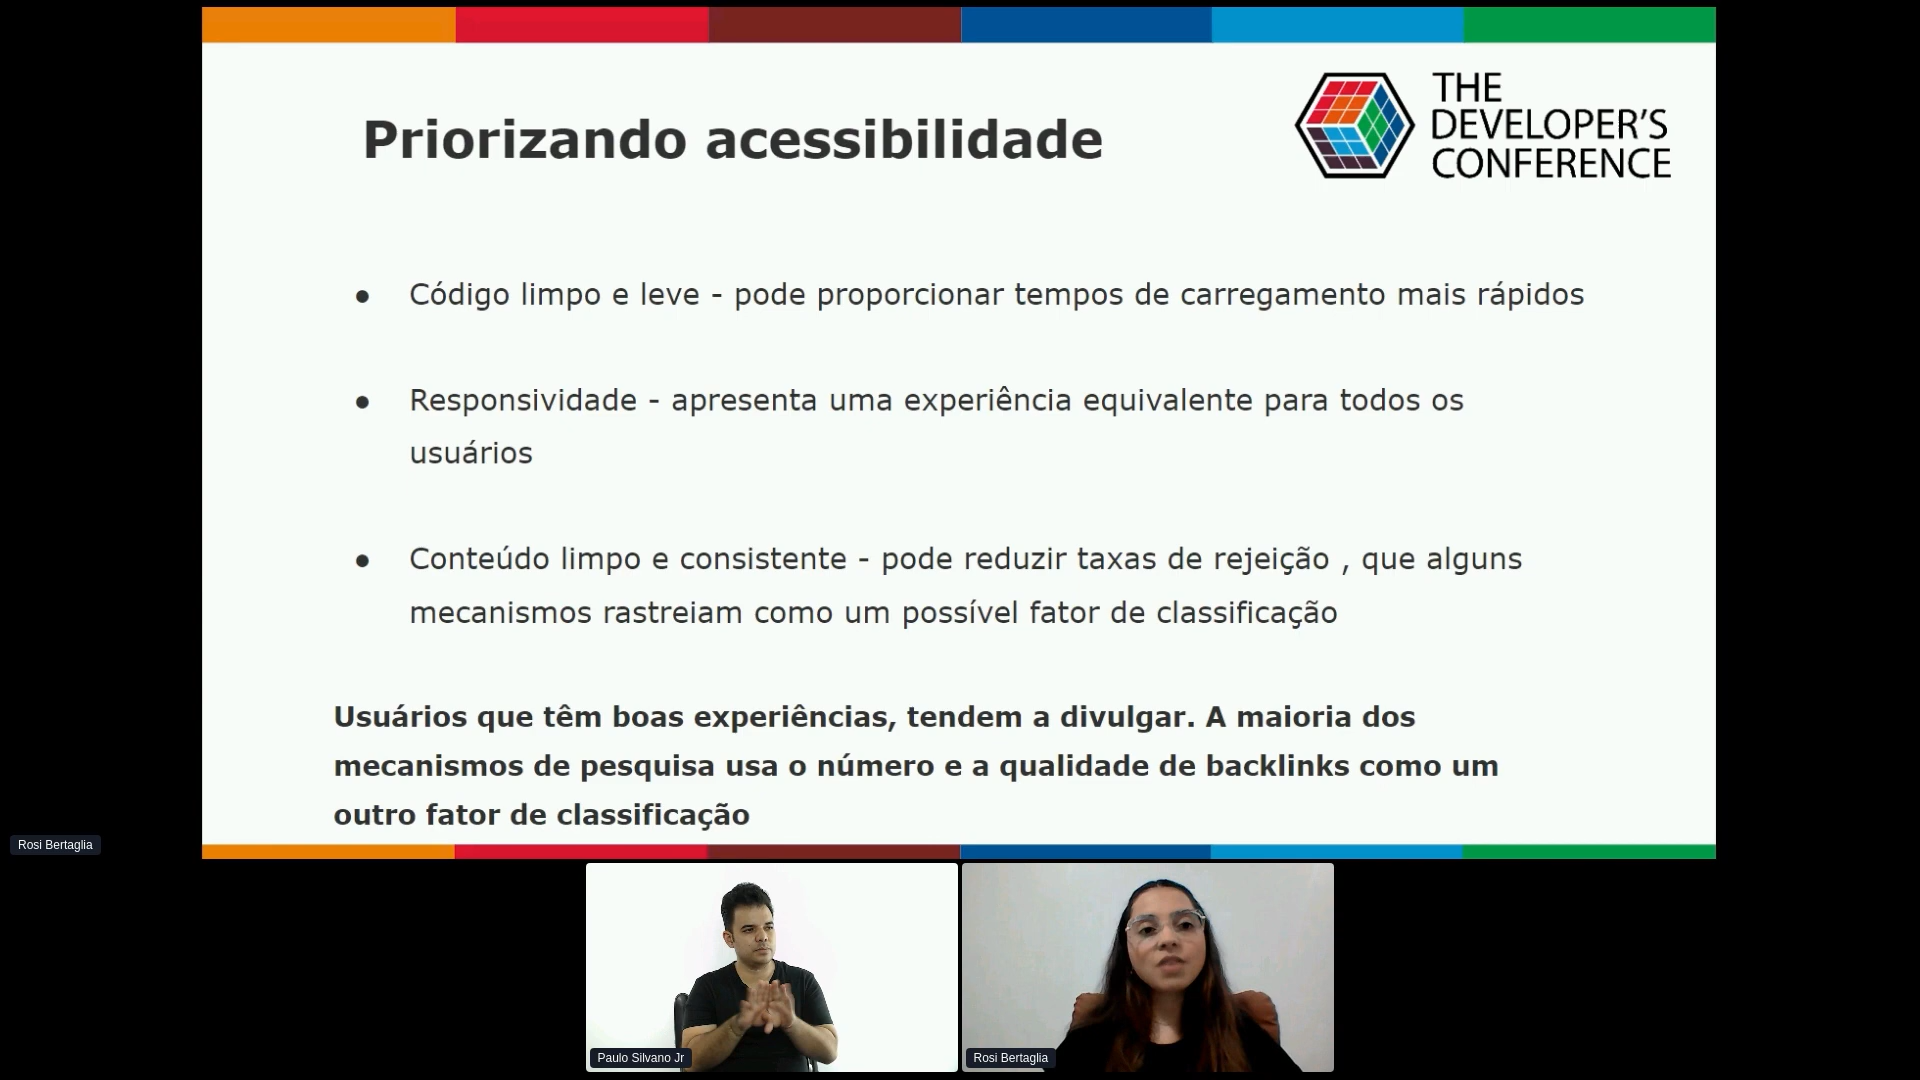 THE
DEVELOPER'S
CONFERENCE
Priorizando acessibilidade
● Código limpo e leve - pode proporcionar tempos de carregamento mais rápidos
● Responsividade - apresenta uma experiência equivalente para todos os
usuários
● Conteúdo limpo e consistente - pode reduzir taxas de rejeição , que alguns
mecanismos rastreiam como um possível fator de classificação
Usuários que têm boas experiências, tendem a divulgar. A maioria dos
mecanismos de pesquisa usa o número e a qualidade de backlinks como um
outro fator de classificação
Rosi Bertaglia
Paulo Silvano Jr
Rosi Bertaglia